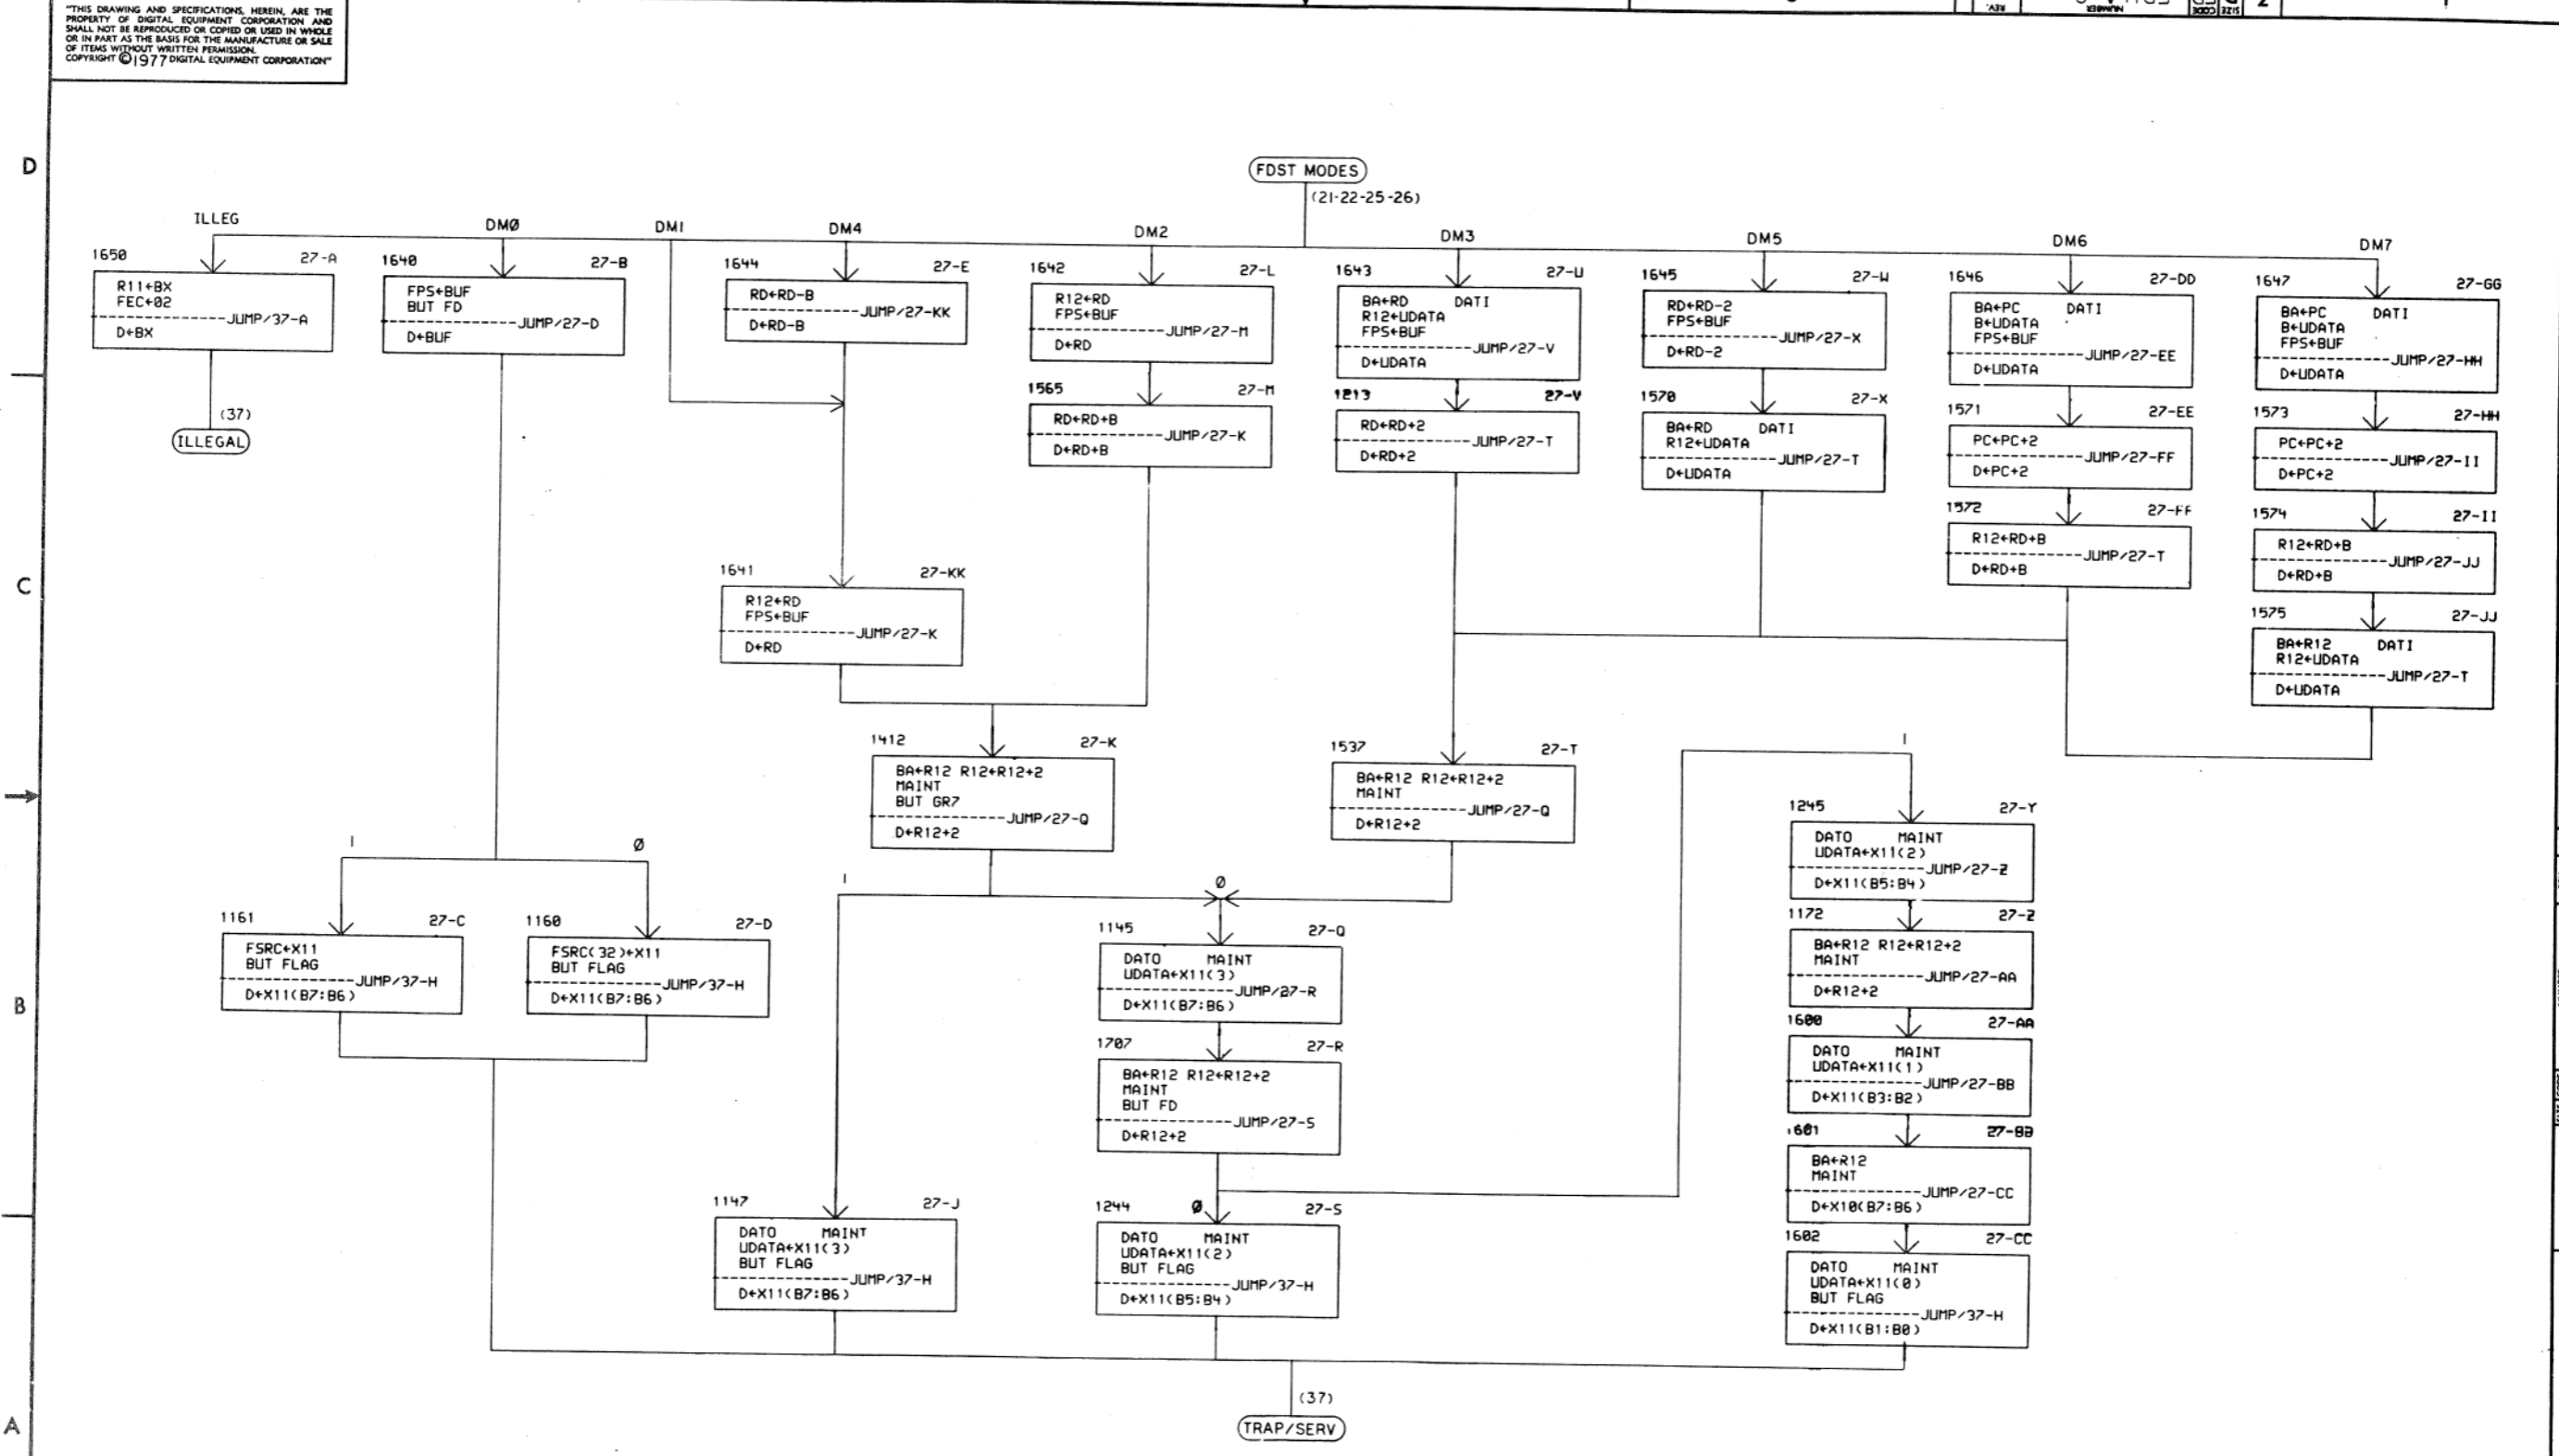 "THIS DRAWING AND SPECIFICATIONS, HEREIN, ARE THE
PROPERTY OF DIGITAL EQUIPMENT CORPORATION AND
SHALL NOT BE REPRODUCED OR COPIED OR USED IN WHOLE
OR IN PART AS THE BASIS FOR THE MANUFACTURE OR SALE
OF ITEMS WITHOUT WRITTEN PERMISSION.
COPYRIGHT ©1977 DIGITAL EQUIPMENT CORPORATION"
REV.
NUMBER
SIZE CODE
D
C
B
A
FDST MODES
(21-22-25-26)
ILLEG
DMØ
DM1
DM4
DM2
DM3
DM5
DM6
DM7
1650 27-A
R11←BX
FEC←02
JUMP/37-A
D←BX
(37)
ILLEGAL
1640 27-B
FPS←BUF
BUT FD
JUMP/27-D
D←BUF
1644 27-E
RD←RD-B
JUMP/27-KK
D←RD-B
1642 27-L
R12←RD
FPS←BUF
JUMP/27-M
D←RD
1565 27-M
RD←RD+B
JUMP/27-K
D←RD+B
1643 27-U
BA←RD DATI
R12←UDATA
FPS←BUF
JUMP/27-V
D←UDATA
1213 27-V
RD←RD+2
JUMP/27-T
D←RD+2
1645 27-W
RD←RD-2
FPS←BUF
JUMP/27-X
D←RD-2
1570 27-X
BA←RD DATI
R12←UDATA
JUMP/27-T
D←UDATA
1646 27-DD
BA←PC DATI
B←UDATA
FPS←BUF
JUMP/27-EE
D←UDATA
1571 27-EE
PC←PC+2
JUMP/27-FF
D←PC+2
1572 27-FF
R12←RD+B
JUMP/27-T
D←RD+B
1647 27-GG
BA←PC DATI
B←UDATA
FPS←BUF
JUMP/27-HH
D←UDATA
1573 27-HH
PC←PC+2
JUMP/27-II
D←PC+2
1574 27-II
R12←RD+B
JUMP/27-JJ
D←RD+B
1575 27-JJ
BA←R12 DATI
R12←UDATA
JUMP/27-T
D←UDATA
1641 27-KK
R12←RD
FPS←BUF
JUMP/27-K
D←RD
1412 27-K
BA←R12 R12←R12+2
MAINT
BUT GR7
JUMP/27-Q
D←R12+2
1537 27-T
BA←R12 R12←R12+2
MAINT
JUMP/27-Q
D←R12+2
1 Ø
1161 27-C
FSRC←X11
BUT FLAG
JUMP/37-H
D←X11(B7:B6)
1160 27-D
FSRC(32)←X11
BUT FLAG
JUMP/37-H
D←X11(B7:B6)
1 Ø
1145 27-Q
DATO MAINT
UDATA←X11(3)
JUMP/27-R
D←X11(B7:B6)
1707 27-R
BA←R12 R12←R12+2
MAINT
BUT FD
JUMP/27-S
D←R12+2
1147 27-J
DATO MAINT
UDATA←X11(3)
BUT FLAG
JUMP/37-H
D←X11(B7:B6)
1244 Ø 27-S
DATO MAINT
UDATA←X11(2)
BUT FLAG
JUMP/37-H
D←X11(B5:B4)
1
1245 27-Y
DATO MAINT
UDATA←X11(2)
JUMP/27-Z
D←X11(B5:B4)
1172 27-Z
BA←R12 R12←R12+2
MAINT
JUMP/27-AA
D←R12+2
1600 27-AA
DATO MAINT
UDATA←X11(1)
JUMP/27-BB
D←X11(B3:B2)
1601 27-BB
BA←R12
MAINT
JUMP/27-CC
D←X10(B7:B6)
1602 27-CC
DATO MAINT
UDATA←X11(0)
BUT FLAG
JUMP/37-H
D←X11(B1:B0)
(37)
TRAP/SERV